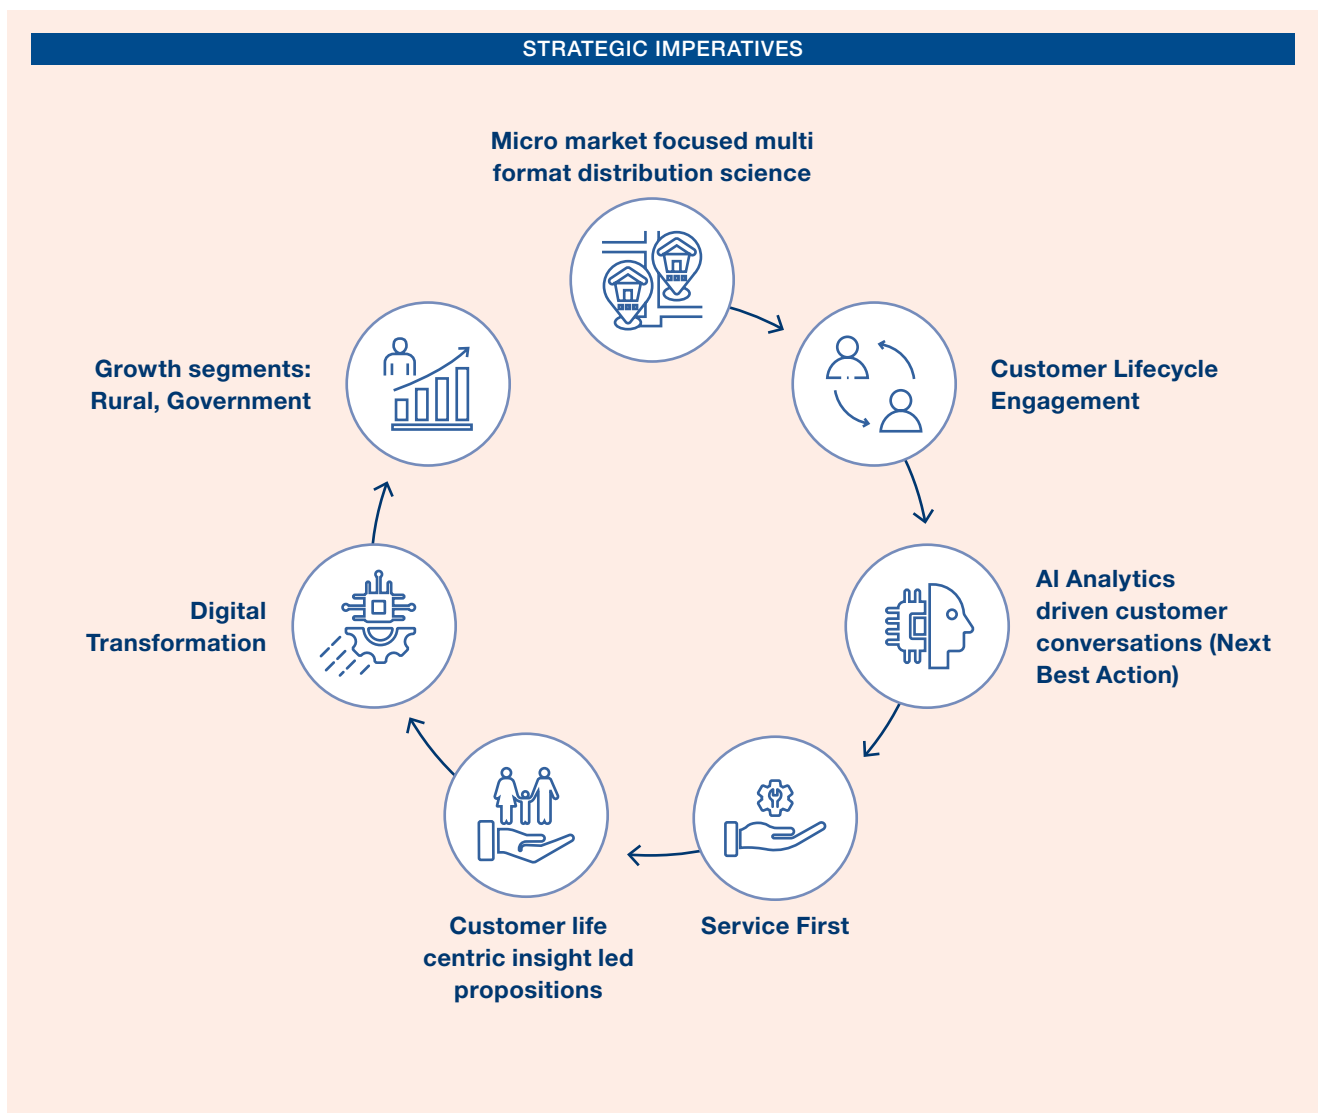 STRATEGIC IMPERATIVES
Micro market focused multi
format distribution science
Customer Lifecycle
Engagement
AI Analytics
driven customer
conversations (Next
Best Action)
Service First
Customer life
centric insight led
propositions
Digital
Transformation
Growth segments:
Rural, Government